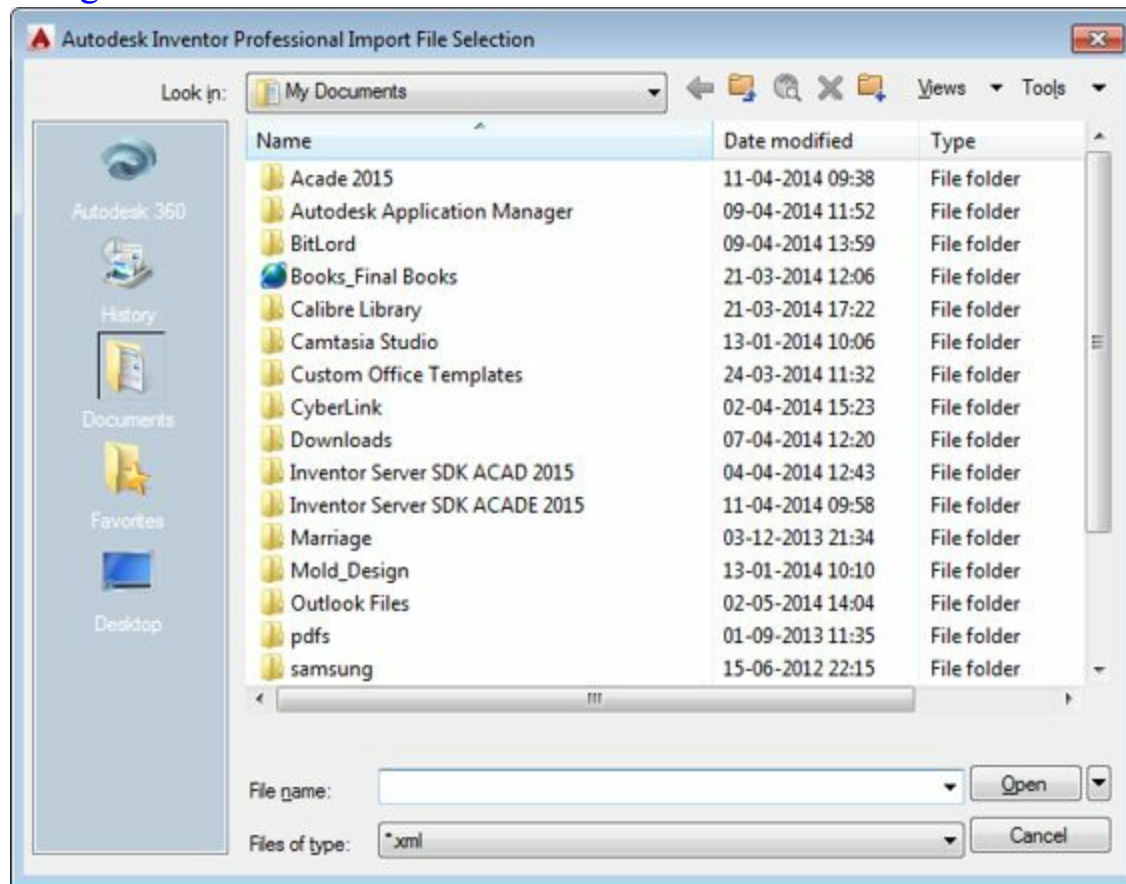 Autodesk Inventor Professional Import File Selection
Look in: My Documents Views Tools
Name Date modified Type
Acade 2015 11-04-2014 09:38 File folder
Autodesk Application Manager 09-04-2014 11:52 File folder
BitLord 09-04-2014 13:59 File folder
Books_Final Books 21-03-2014 12:06 File folder
Calibre Library 21-03-2014 17:22 File folder
Camtasia Studio 13-01-2014 10:06 File folder
Custom Office Templates 24-03-2014 11:32 File folder
CyberLink 02-04-2014 15:23 File folder
Downloads 07-04-2014 12:20 File folder
Inventor Server SDK ACAD 2015 04-04-2014 12:43 File folder
Inventor Server SDK ACADE 2015 11-04-2014 09:58 File folder
Marriage 03-12-2013 21:34 File folder
Mold_Design 13-01-2014 10:10 File folder
Outlook Files 02-05-2014 14:04 File folder
pdfs 01-09-2013 11:35 File folder
samsung 15-06-2012 22:15 File folder
Autodesk 360
History
Documents
Favorites
Desktop
File name: Open
Files of type: *.xml Cancel